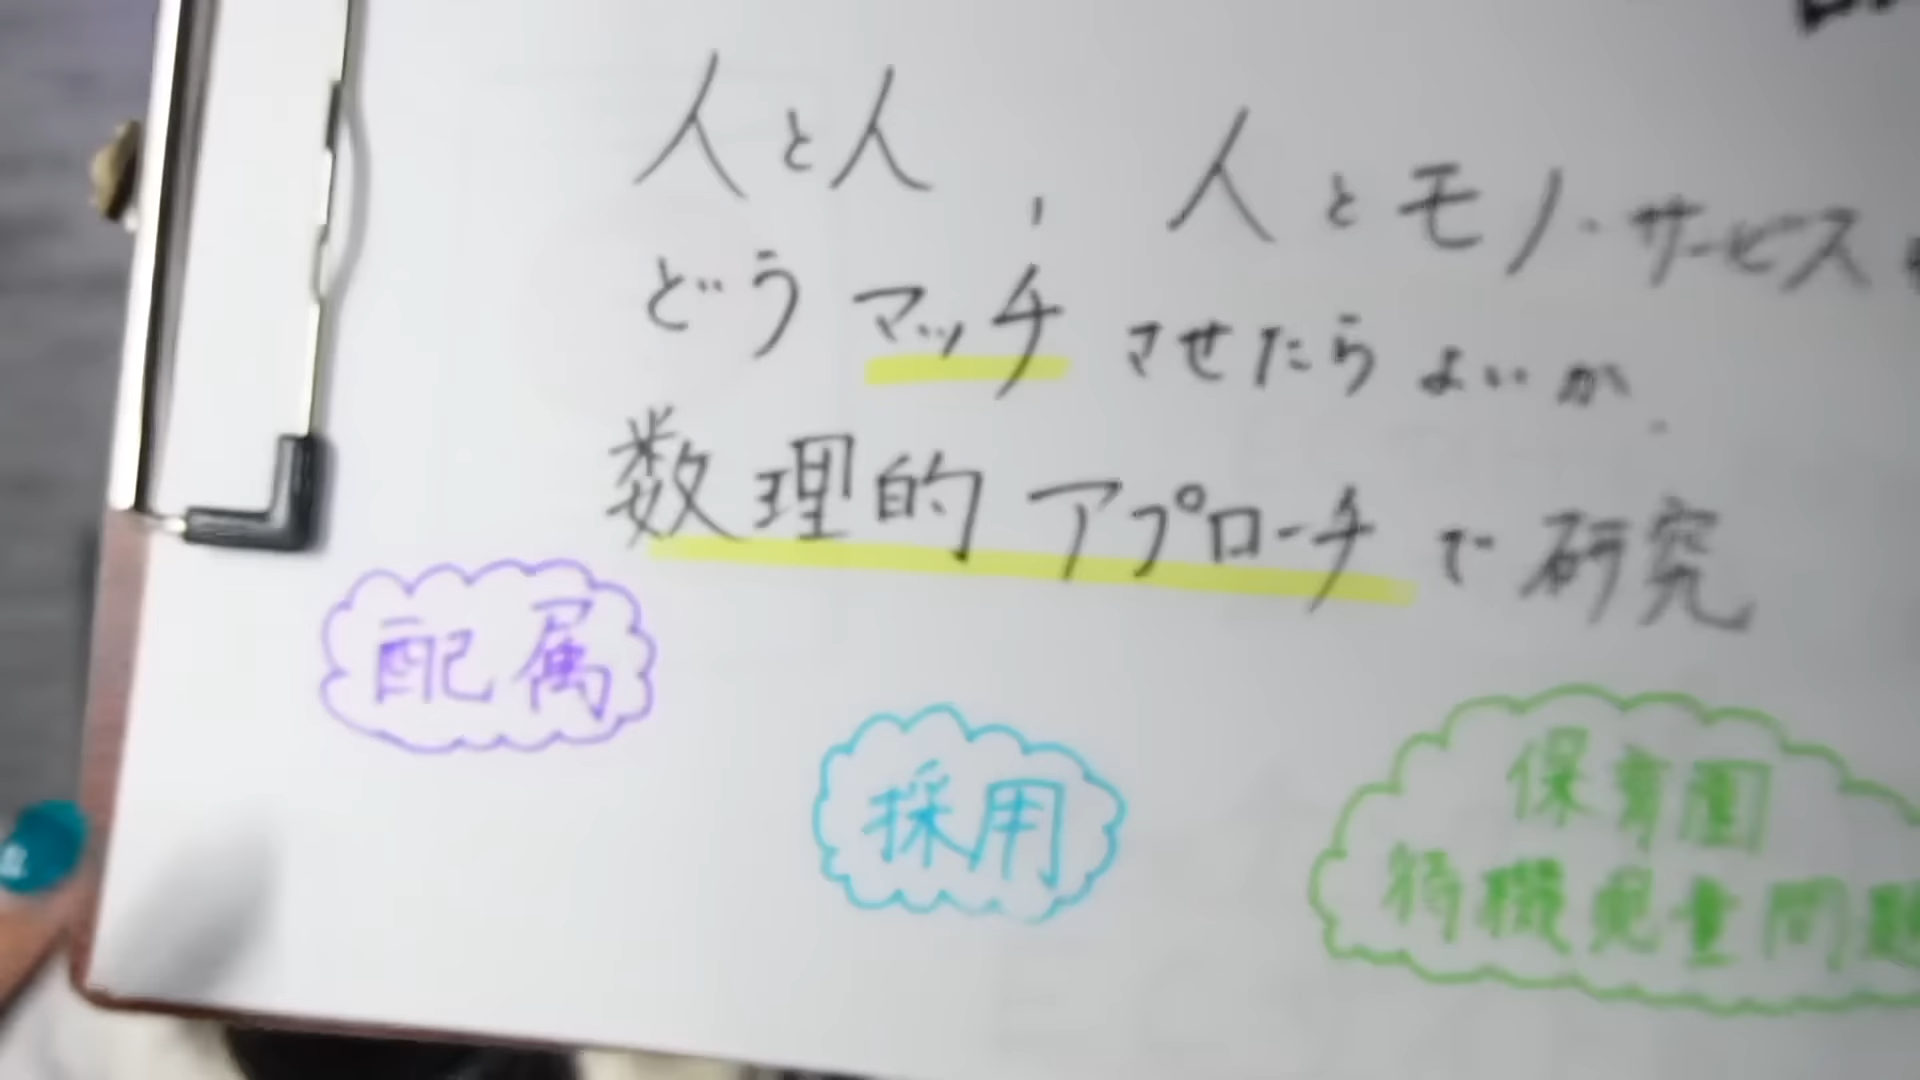 人と人, 人とモノ・サービス
どうマッチさせたらよいか
数理的アプローチで研究
配属
採用
保育園
待機児童問題